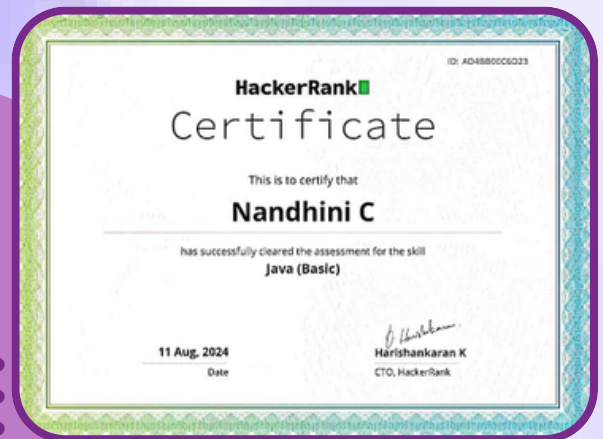 ID: AD4BB0CC6D23
HackerRank
Certificate
This is to certify that
Nandhini C
has successfully cleared the assessment for the skill
Java (Basic)
11 Aug, 2024
Date
Harishankaran K
CTO, HackerRank